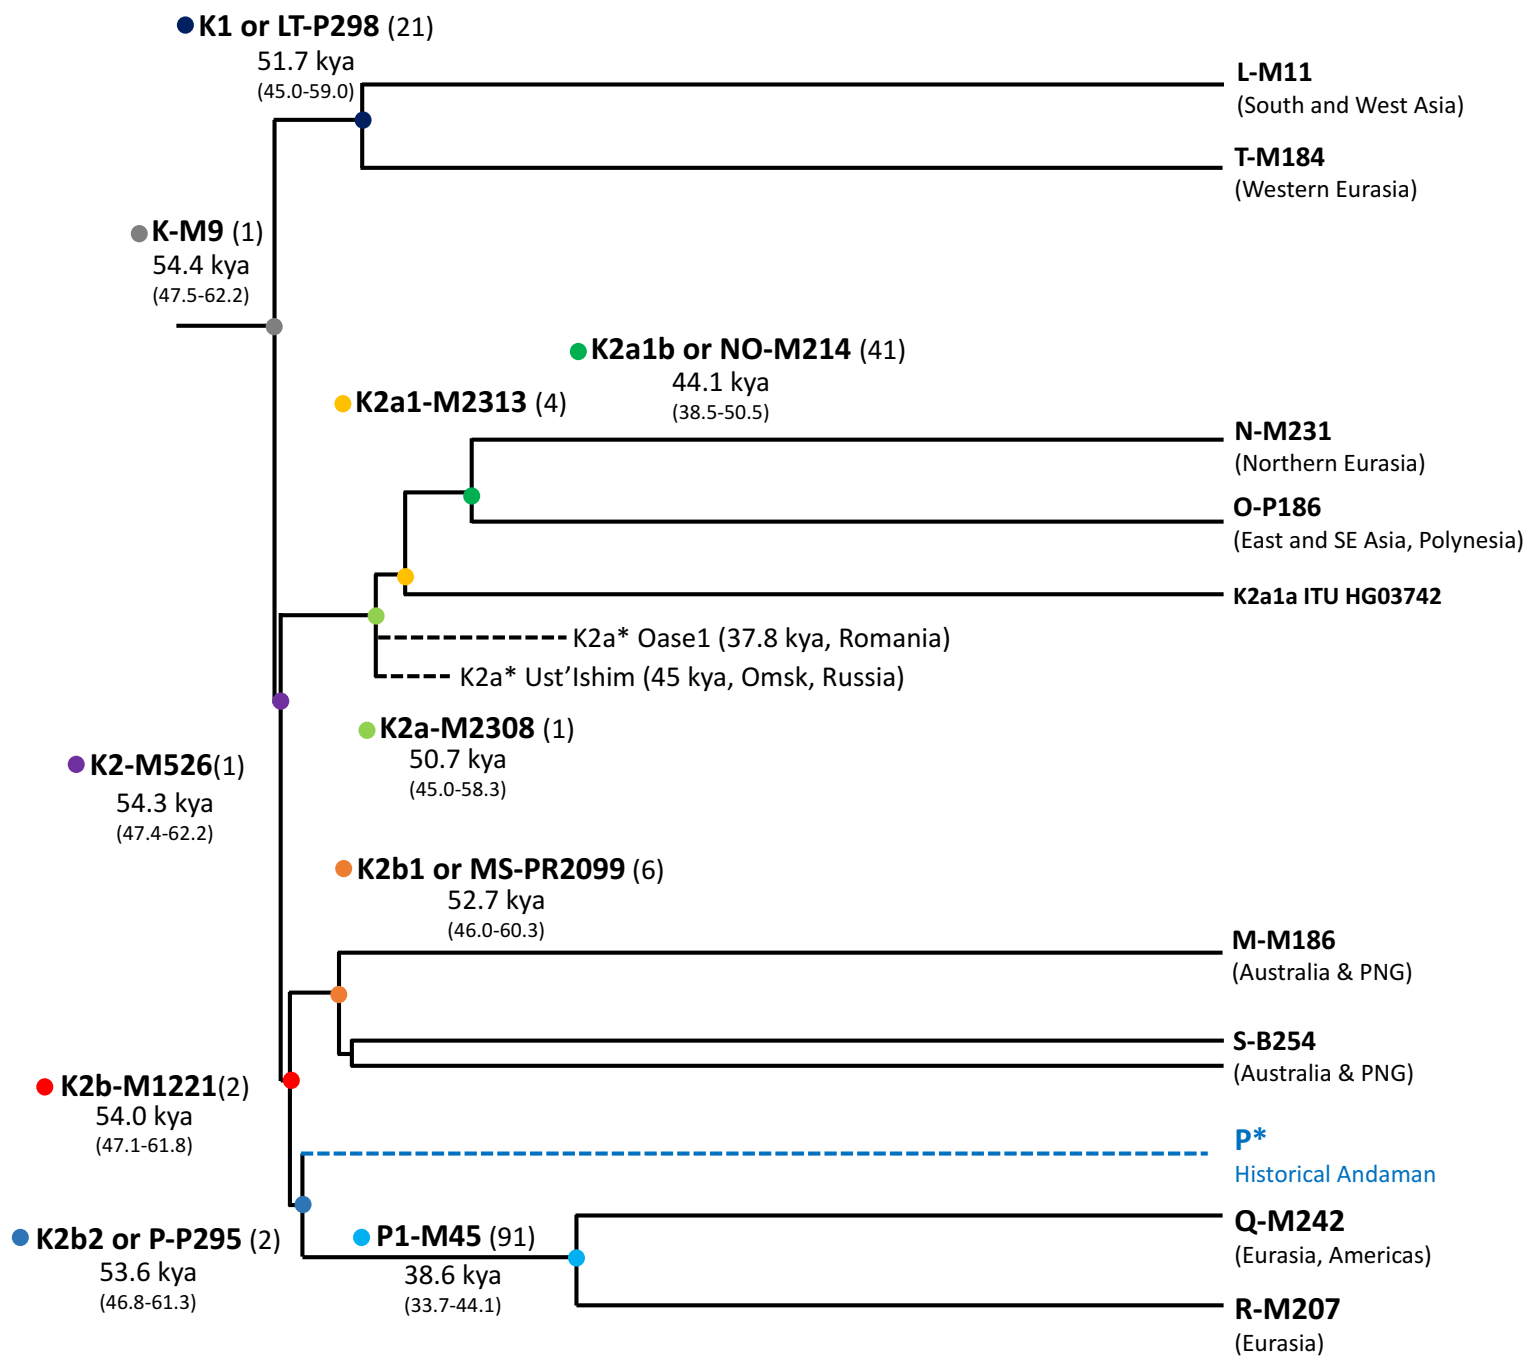 K1 or LT-P298 (21)
51.7 kya
(45.0-59.0)
L-M11
(South and West Asia)
T-M184
(Western Eurasia)
K-M9 (1)
54.4 kya
(47.5-62.2)
K2a1b or NO-M214 (41)
44.1 kya
(38.5-50.5)
K2a1-M2313 (4)
N-M231
(Northern Eurasia)
O-P186
(East and SE Asia, Polynesia)
K2a1a ITU HG03742
K2a* Oase1 (37.8 kya, Romania)
K2a* Ust’Ishim (45 kya, Omsk, Russia)
K2a-M2308 (1)
50.7 kya
(45.0-58.3)
K2-M526(1)
54.3 kya
(47.4-62.2)
K2b1 or MS-PR2099 (6)
52.7 kya
(46.0-60.3)
M-M186
(Australia & PNG)
S-B254
(Australia & PNG)
K2b-M1221(2)
54.0 kya
(47.1-61.8)
P*
Historical Andaman
K2b2 or P-P295 (2)
53.6 kya
(46.8-61.3)
P1-M45 (91)
38.6 kya
(33.7-44.1)
Q-M242
(Eurasia, Americas)
R-M207
(Eurasia)